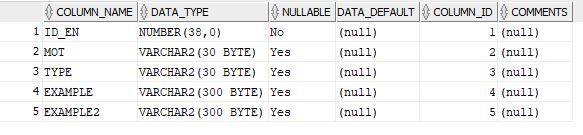 COLUMN_NAME DATA_TYPE NULLABLE DATA_DEFAULT COLUMN_ID COMMENTS
1 ID_EN NUMBER(38,0) No (null) 1 (null)
2 MOT VARCHAR2(30 BYTE) Yes (null) 2 (null)
3 TYPE VARCHAR2(30 BYTE) Yes (null) 3 (null)
4 EXAMPLE VARCHAR2(300 BYTE) Yes (null) 4 (null)
5 EXAMPLE2 VARCHAR2(300 BYTE) Yes (null) 5 (null)